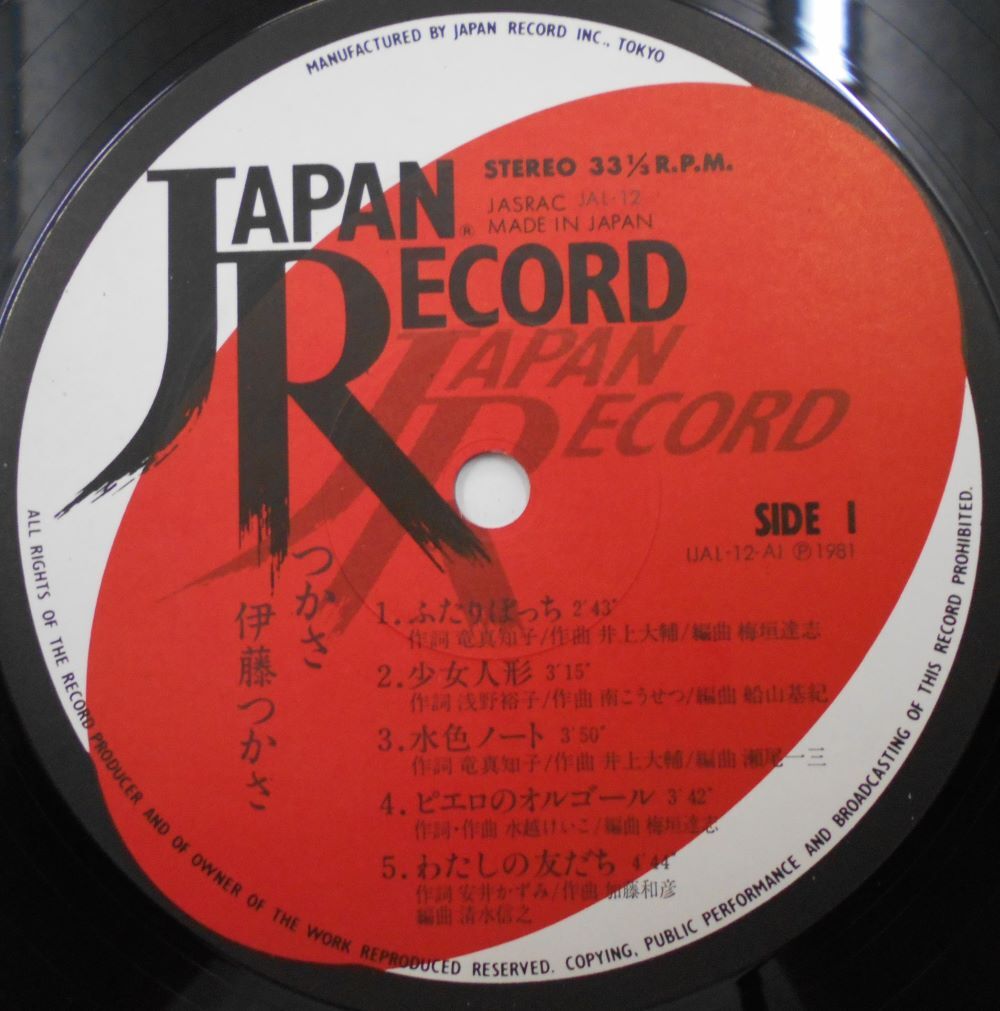 MANUFACTURED BY JAPAN RECORD INC., TOKYO
JAPAN
RECORD
®
STEREO 33⅓ R.P.M.
JASRAC JAL-12
MADE IN JAPAN
JAPAN
RECORD
SIDE 1
(JAL-12-A) Ⓟ1981
つかさ
伊藤つかさ
1. ふたりぼっち 2'43"
作詞 竜真知子/作曲 井上大輔/編曲 梅垣達志
2. 少女人形 3'15"
作詞 浅野裕子/作曲 南こうせつ/編曲 船山基紀
3. 水色ノート 3'50"
作詞 竜真知子/作曲 井上大輔/編曲 瀬尾一三
4. ピエロのオルゴール 3'42"
作詞・作曲 水越けいこ/編曲 梅垣達志
5. わたしの友だち 4'44"
作詞 安井かずみ/作曲 加藤和彦
編曲 清水信之
ALL RIGHTS OF THE RECORD PRODUCER AND OF OWNER OF THE WORK REPRODUCED RESERVED. COPYING, PUBLIC PERFORMANCE AND BROADCASTING OF THIS RECORD PROHIBITED.